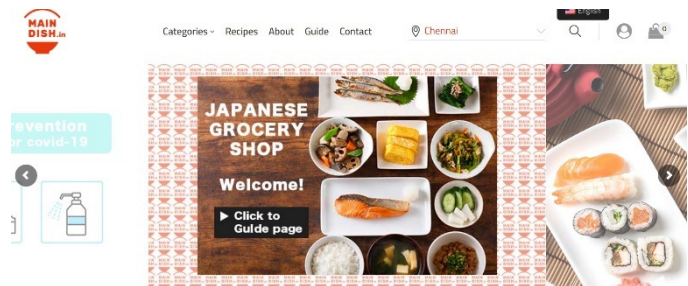 MAIN
DISH.in
Categories
Recipes
About
Guide
Contact
Chennai
English
0
revention
or covid-19
JAPANESE
GROCERY
SHOP
Welcome!
Click to
Guide page